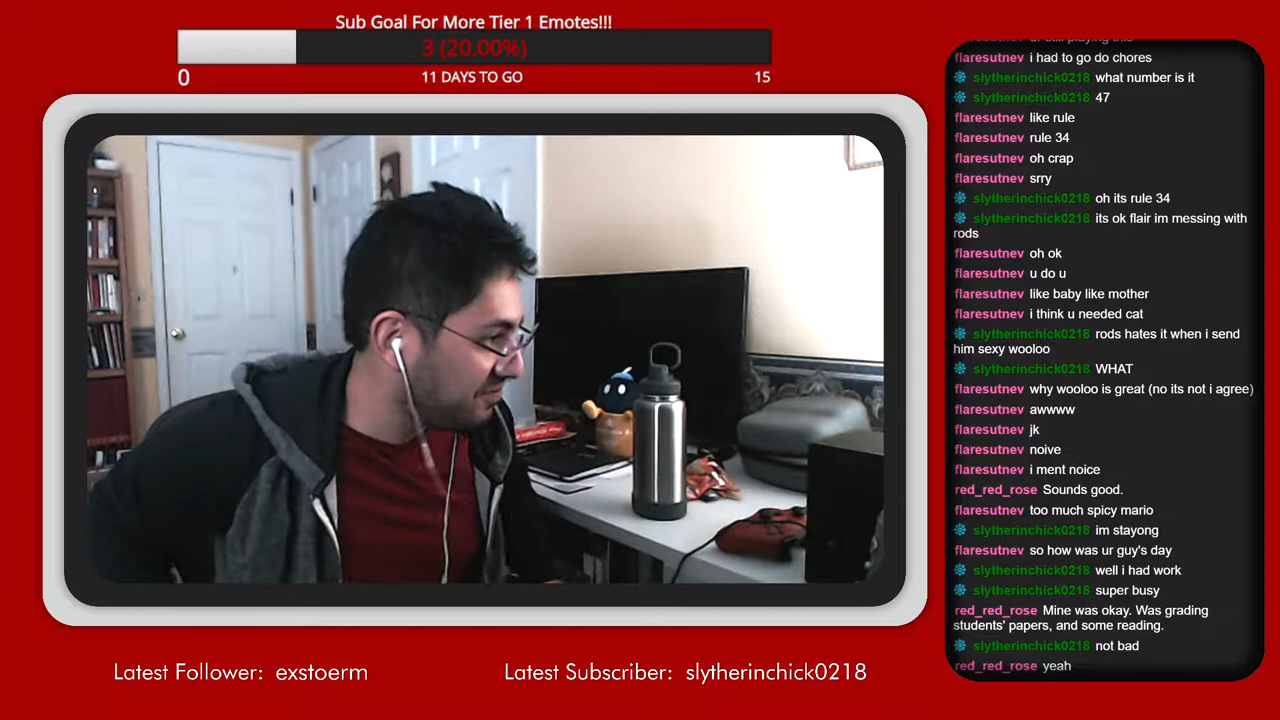 Sub Goal For More Tier 1 Emotes!!!
3 (20.00%)
0
11 DAYS TO GO
15
flaresutnev i had to go do chores
slytherinchick0218 what number is it
slytherinchick0218 47
flaresutnev like rule
flaresutnev rule 34
flaresutnev oh crap
flaresutnev srry
slytherinchick0218 oh its rule 34
slytherinchick0218 its ok flair im messing with
rods
flaresutnev oh ok
flaresutnev u do u
flaresutnev like baby like mother
flaresutnev i think u needed cat
slytherinchick0218 rods hates it when i send
him sexy wooloo
slytherinchick0218 WHAT
flaresutnev why wooloo is great (no its not i agree)
flaresutnev awwww
flaresutnev jk
flaresutnev noive
flaresutnev i ment noice
red_red_rose Sounds good.
flaresutnev too much spicy mario
slytherinchick0218 im stayong
flaresutnev so how was ur guy's day
slytherinchick0218 well i had work
slytherinchick0218 super busy
red_red_rose Mine was okay. Was grading
students' papers, and some reading.
slytherinchick0218 not bad
red_red_rose yeah
Latest Follower: exstoerm
Latest Subscriber: slytherinchick0218